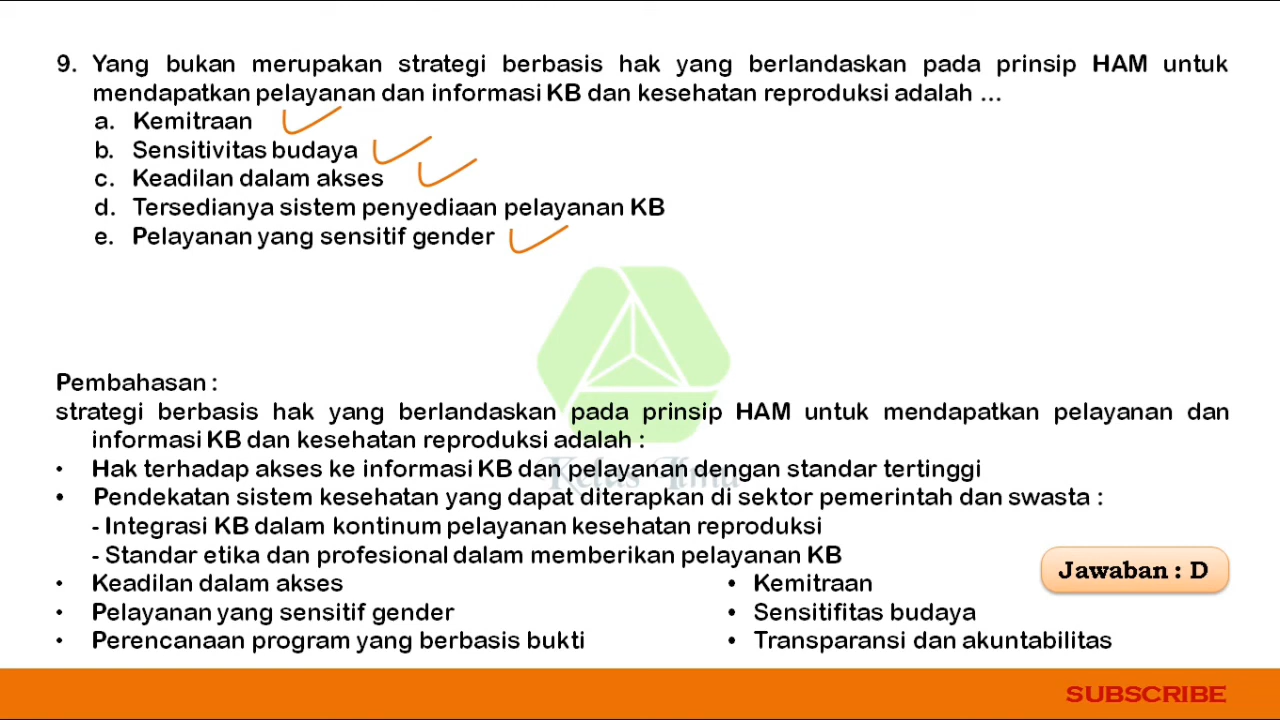 9. Yang bukan merupakan strategi berbasis hak yang berlandaskan pada prinsip HAM untuk
mendapatkan pelayanan dan informasi KB dan kesehatan reproduksi adalah ...
a. Kemitraan
b. Sensitivitas budaya
c. Keadilan dalam akses
d. Tersedianya sistem penyediaan pelayanan KB
e. Pelayanan yang sensitif gender
Pembahasan :
strategi berbasis hak yang berlandaskan pada prinsip HAM untuk mendapatkan pelayanan dan
informasi KB dan kesehatan reproduksi adalah :
• Hak terhadap akses ke informasi KB dan pelayanan dengan standar tertinggi
Kelas Ilmu
• Pendekatan sistem kesehatan yang dapat diterapkan di sektor pemerintah dan swasta :
- Integrasi KB dalam kontinum pelayanan kesehatan reproduksi
- Standar etika dan profesional dalam memberikan pelayanan KB
• Keadilan dalam akses
• Pelayanan yang sensitif gender
• Perencanaan program yang berbasis bukti
• Kemitraan
• Sensitifitas budaya
• Transparansi dan akuntabilitas
Jawaban : D
SUBSCRIBE